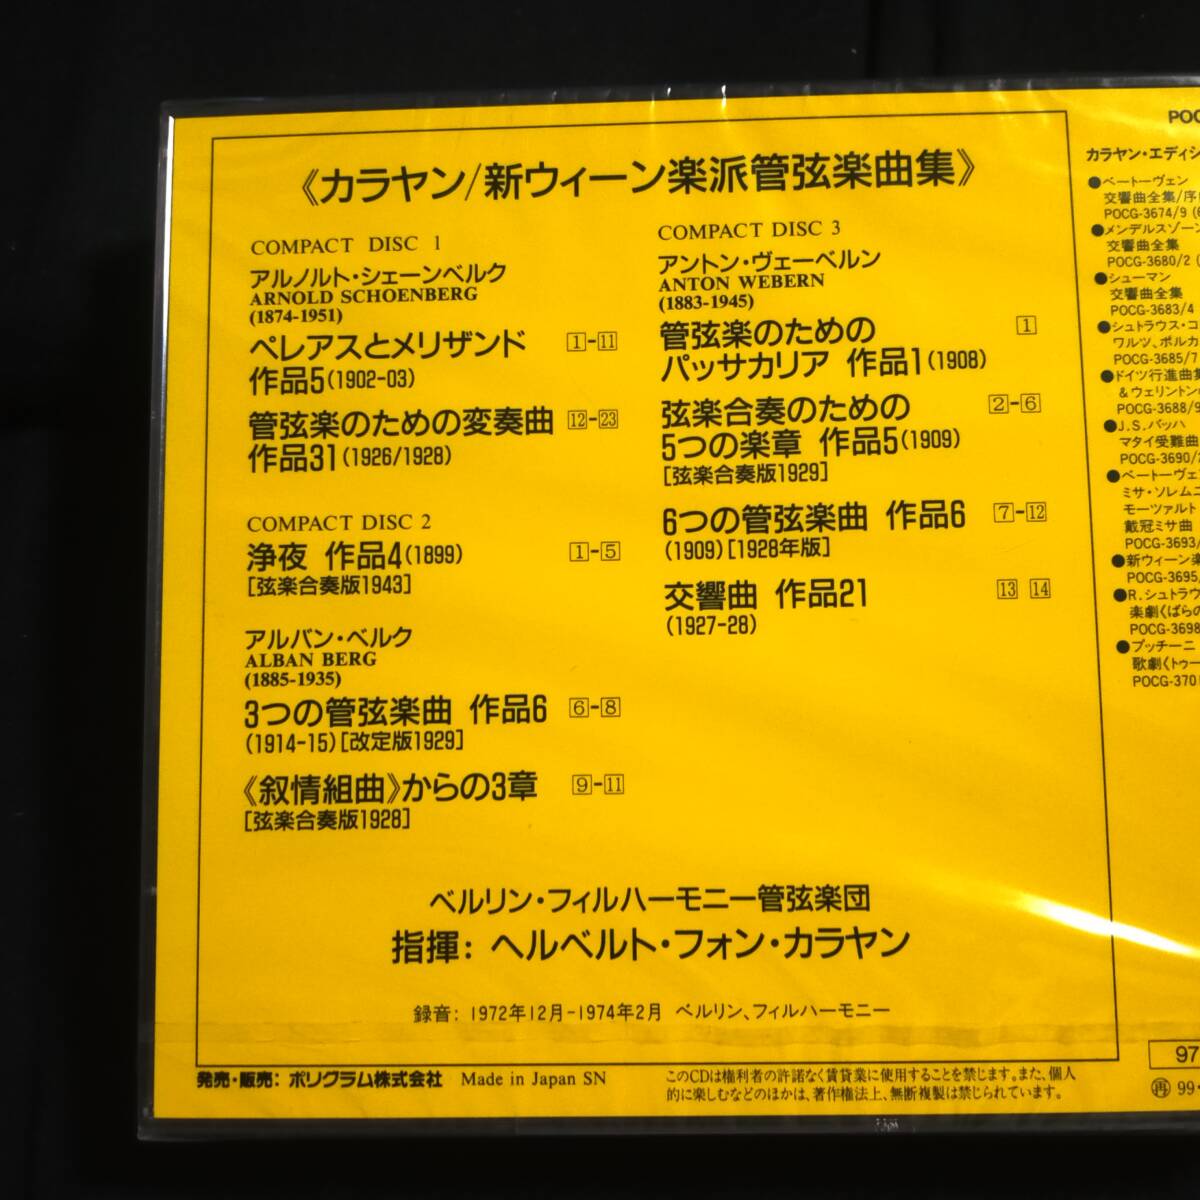 《カラヤン/新ウィーン楽派管弦楽曲集》
COMPACT DISC 1
アルノルト・シェーンベルク
ARNOLD SCHOENBERG
(1874-1951)
ペレアスとメリザンド 1-11
作品5(1902-03)
管弦楽のための変奏曲 12-23
作品31(1926/1928)
COMPACT DISC 2
浄夜 作品4(1899) 1-5
[弦楽合奏版1943]
アルバン・ベルク
ALBAN BERG
(1885-1935)
3つの管弦楽曲 作品6 6-8
(1914-15)[改定版1929]
《叙情組曲》からの3章 9-11
[弦楽合奏版1928]
COMPACT DISC 3
アントン・ヴェーベルン
ANTON WEBERN
(1883-1945)
管弦楽のための 1
パッサカリア 作品1(1908)
弦楽合奏のための 2-6
5つの楽章 作品5(1909)
[弦楽合奏版1929]
6つの管弦楽曲 作品6 7-12
(1909)[1928年版]
交響曲 作品21 13 14
(1927-28)
ベルリン・フィルハーモニー管弦楽団
指揮: ヘルベルト・フォン・カラヤン
録音: 1972年12月-1974年2月 ベルリン、フィルハーモニー
発売・販売: ポリグラム株式会社 Made in Japan SN
このCDは権利者の許諾なく賃貸業に使用することを禁じます。また、個人
的に楽しむなどのほかは、著作権法上、無断複製は禁じられています。
POC
カラヤン・エディシ
●ベートーヴェン
交響曲全集/序
POCG-3674/9 (6
●メンデルスゾーン
交響曲全集
POCG-3680/2 (
●シューマン
交響曲全集
POCG-3683/4
●シュトラウス・コ
ワルツ、ポルカ
POCG-3685/7
●ドイツ行進曲集
&ウェリントン
POCG-3688/9
●J.S.バッハ
マタイ受難曲
POCG-3690/
●ベートーヴェ
ミサ・ソレムニ
モーツァルト
戴冠ミサ曲
POCG-3693/
●新ウィーン楽
POCG-3695/
●R.シュトラウ
楽劇くばらの
POCG-3698
●プッチーニ
歌劇くトゥー
POCG-3701
97
再 99・